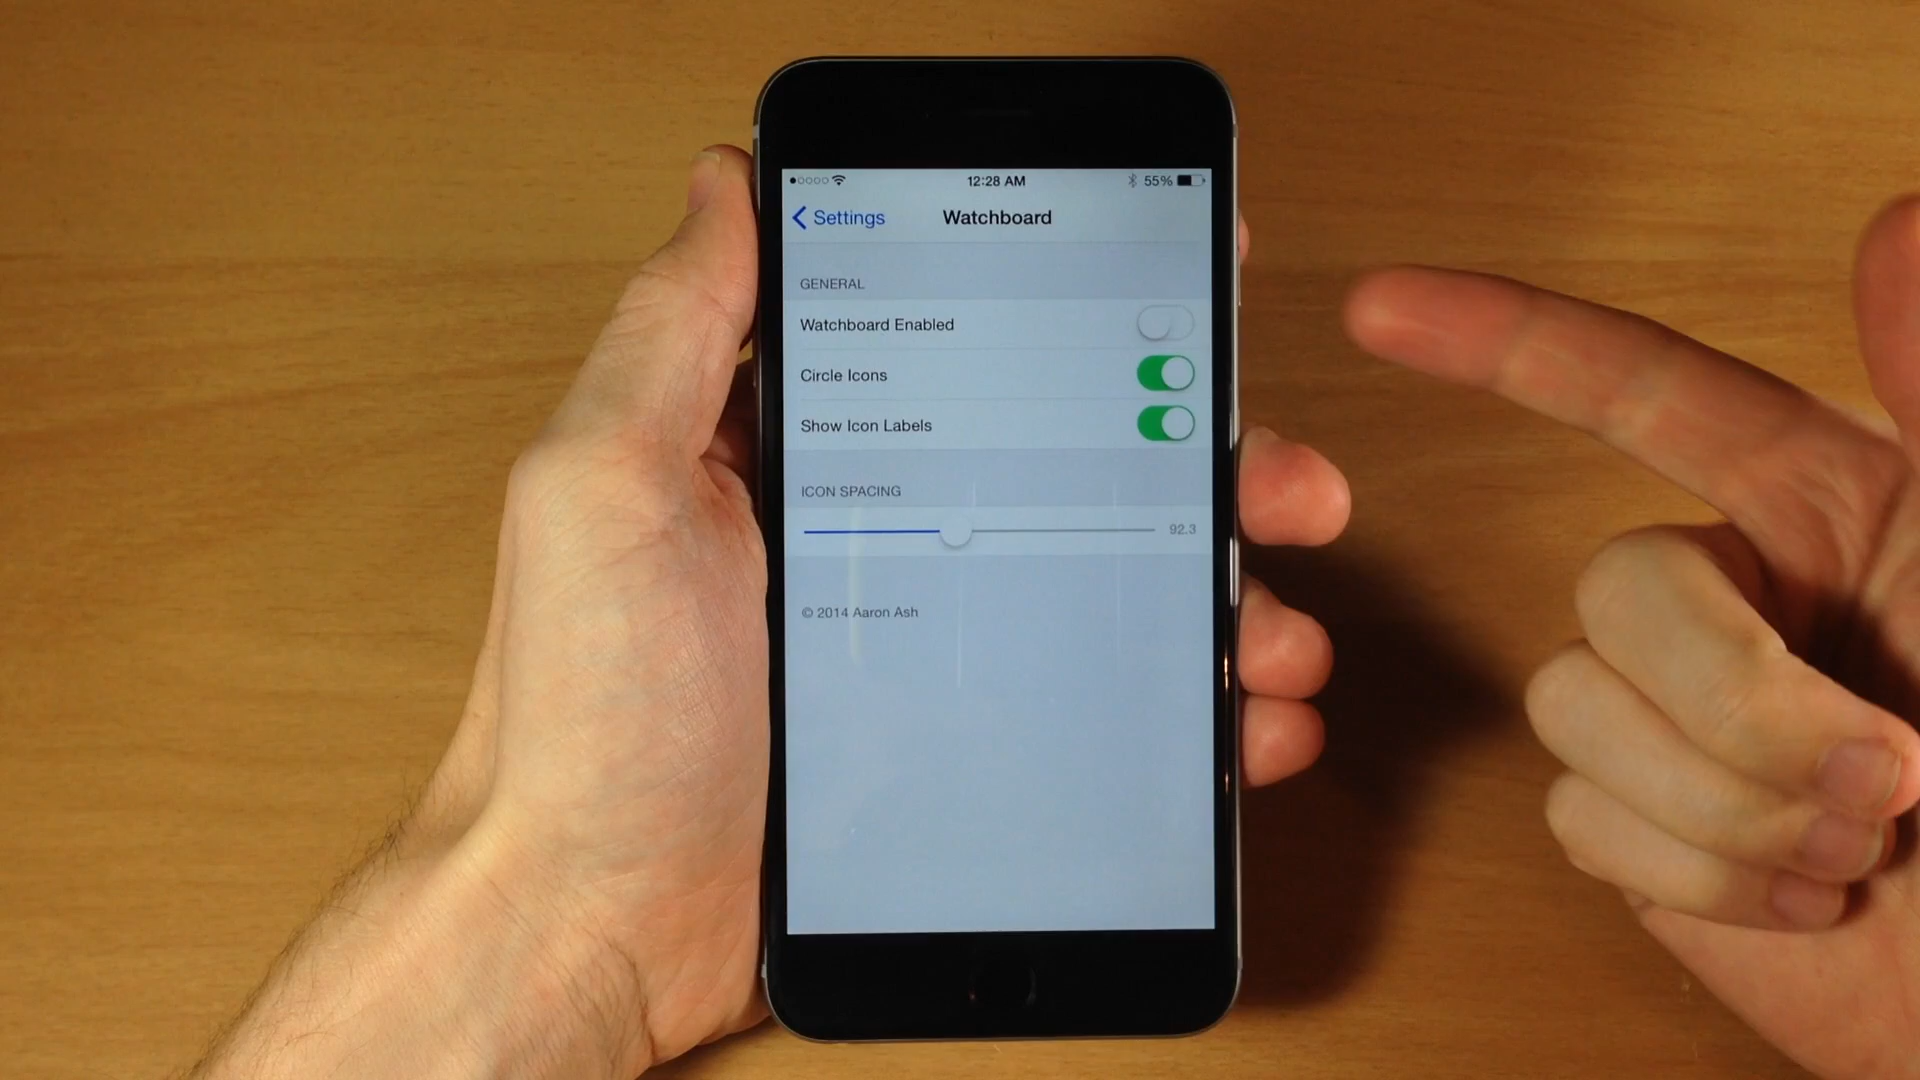 12:28 AM 55%
Settings Watchboard
GENERAL
Watchboard Enabled
Circle Icons
Show Icon Labels
ICON SPACING
92.3
© 2014 Aaron Ash